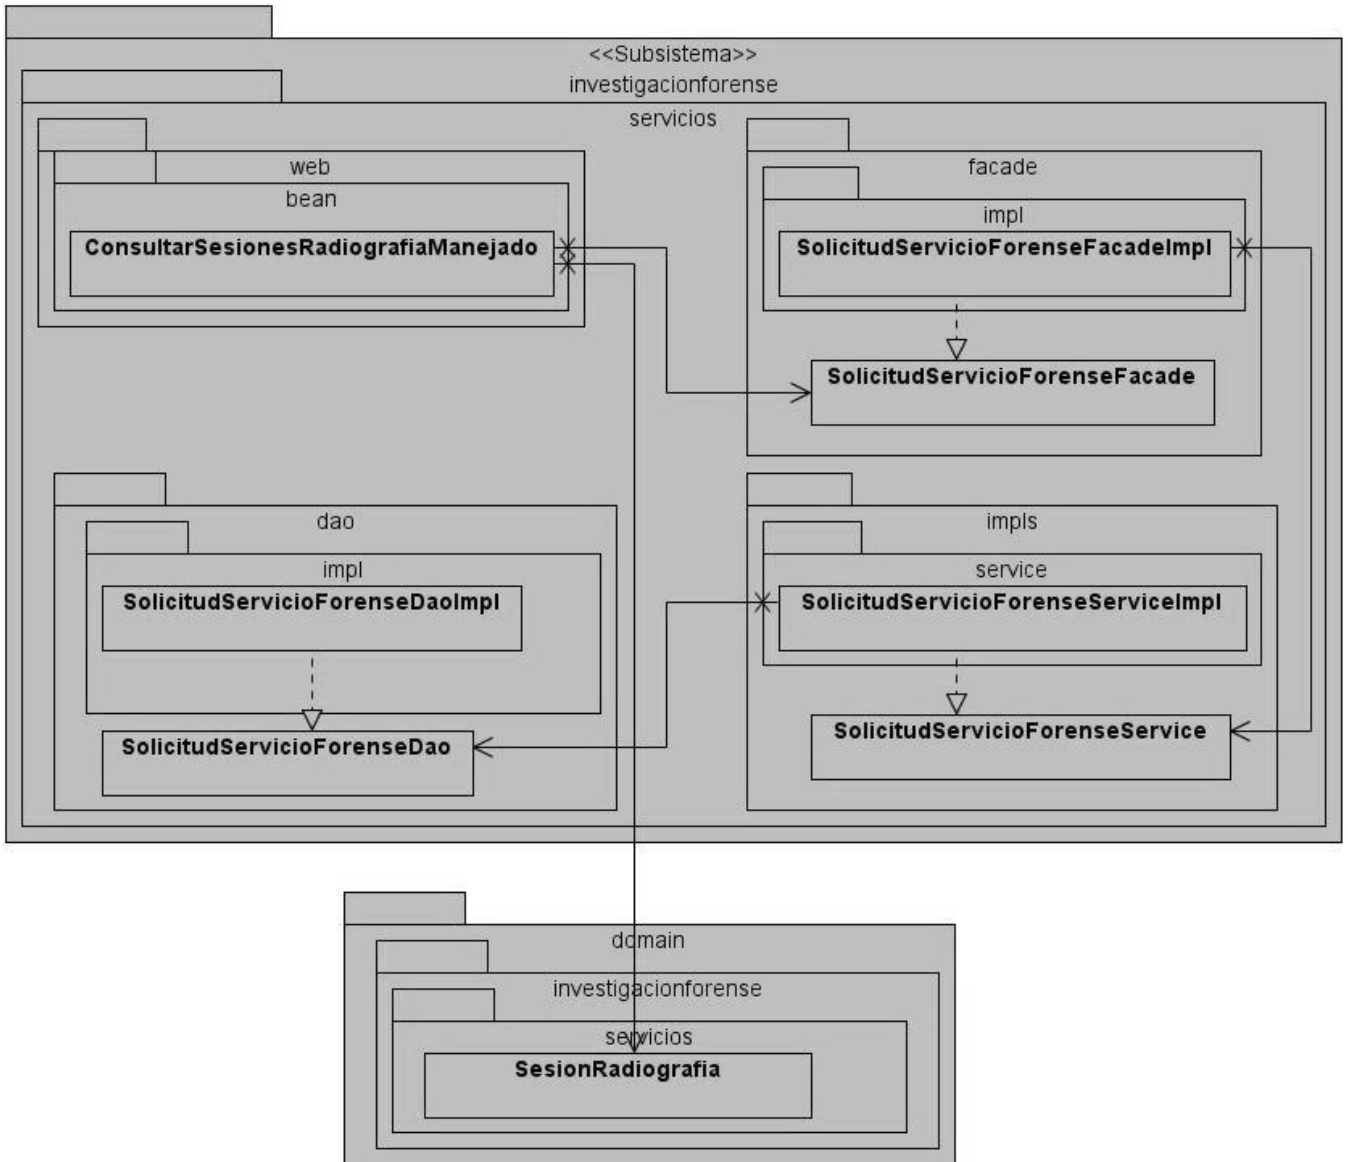 <<Subsistema>>
investigacionforense
servicios
web
bean
ConsultarSesionesRadiografiaManejado
facade
impl
SolicitudServicioForenseFacadeImpl
SolicitudServicioForenseFacade
dao
impl
SolicitudServicioForenseDaoImpl
SolicitudServicioForenseDao
impls
service
SolicitudServicioForenseServiceImpl
SolicitudServicioForenseService
domain
investigacionforense
servicios
SesionRadiografia